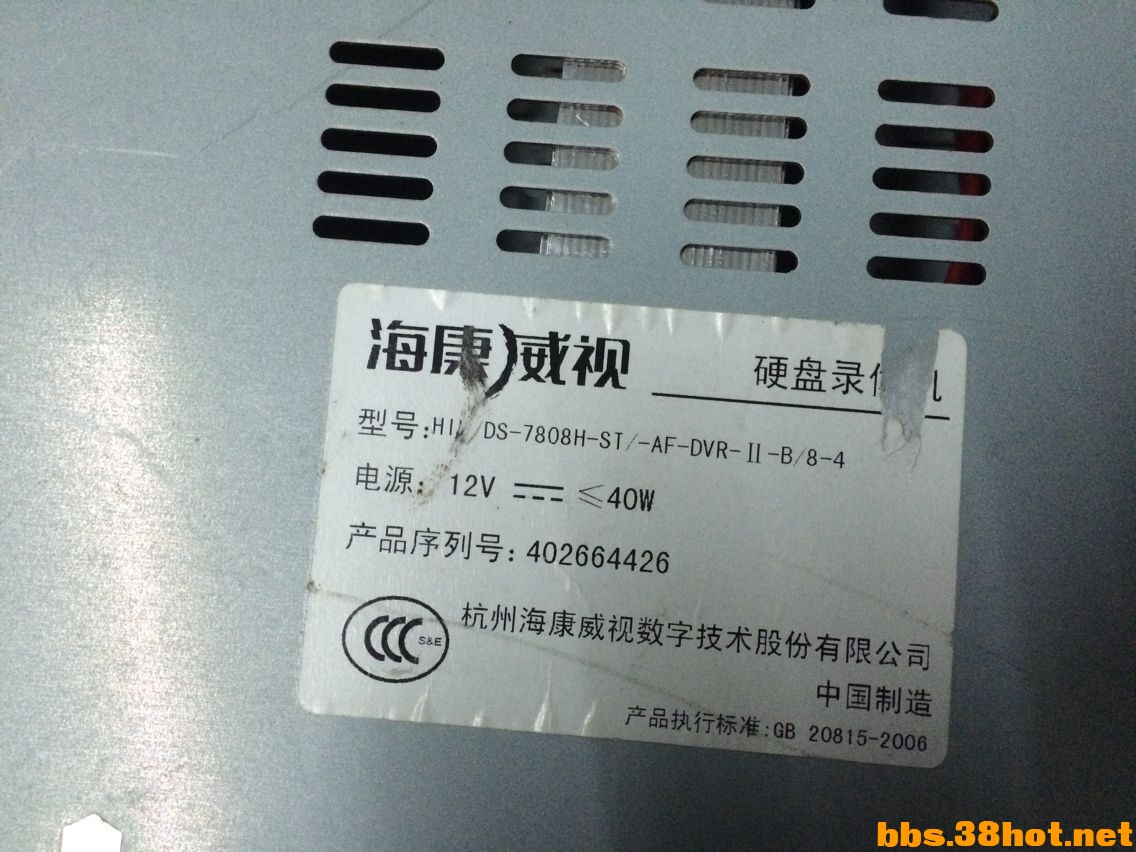 海康威视
硬盘录像机
型号: DS-7808H-ST/-AF-DVR-Ⅱ-B/8-4
电源: 12V ⎓ ≤40W
产品序列号: 402664426
CCC S&E
杭州海康威视数字技术股份有限公司
中国制造
产品执行标准:GB 20815-2006
bbs.38hot.net